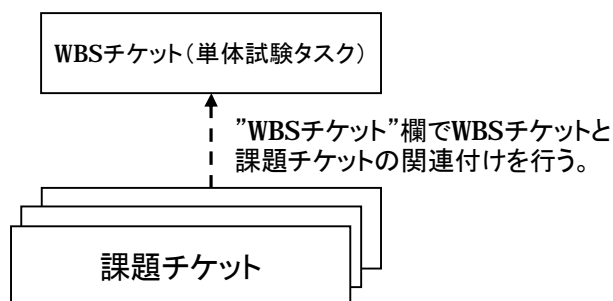 WBSチケット（単体試験タスク）
”WBSチケット”欄でWBSチケットと
課題チケットの関連付けを行う。
課題チケット